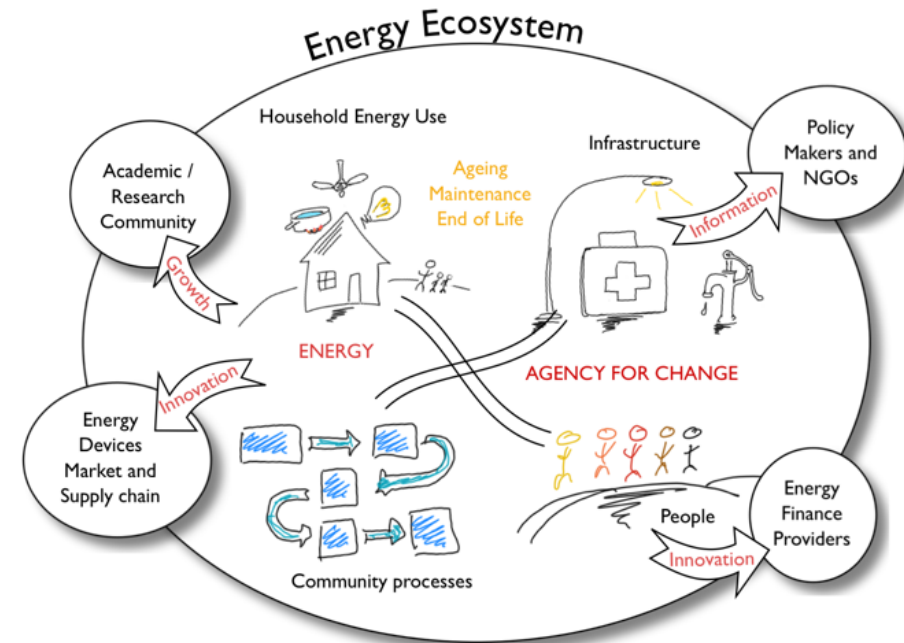 Energy Ecosystem
Household Energy Use
Infrastructure
Policy
Makers and
NGOs
Academic /
Research
Community
Ageing
Maintenance
End of Life
Information
Growth
ENERGY
AGENCY FOR CHANGE
Innovation
Energy
Devices
Market and
Supply chain
People
Energy
Finance
Providers
Innovation
Community processes